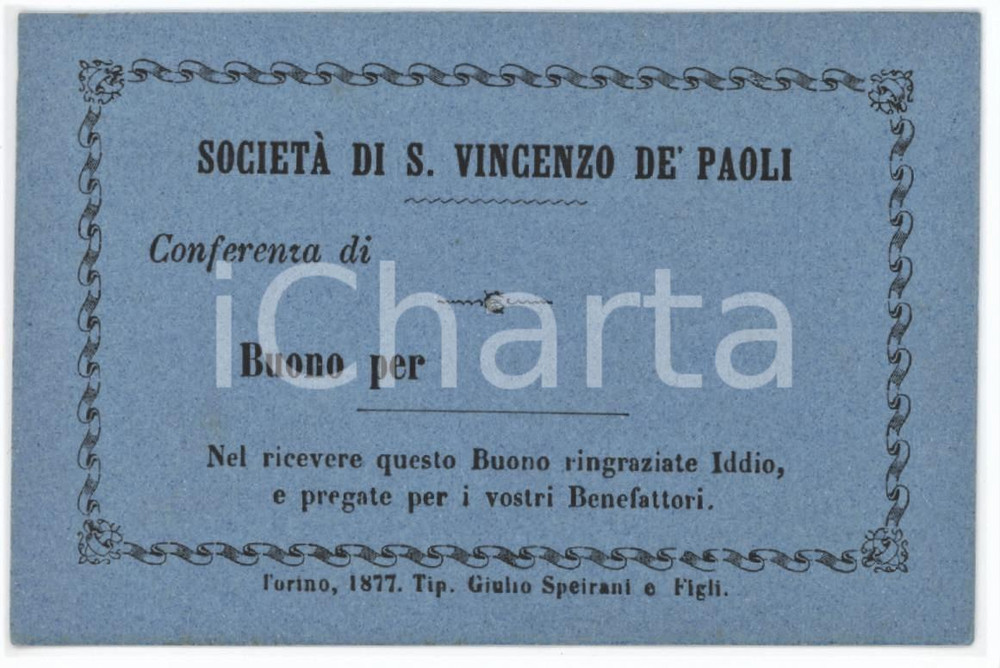 SOCIETÀ DI S. VINCENZO DE' PAOLI
Conferenza di
iCharta
Buono per
Nel ricevere questo Buono ringraziate Iddio,
e pregate per i vostri Benefattori.
Torino, 1877. Tip. Giulio Speirani e Figli.